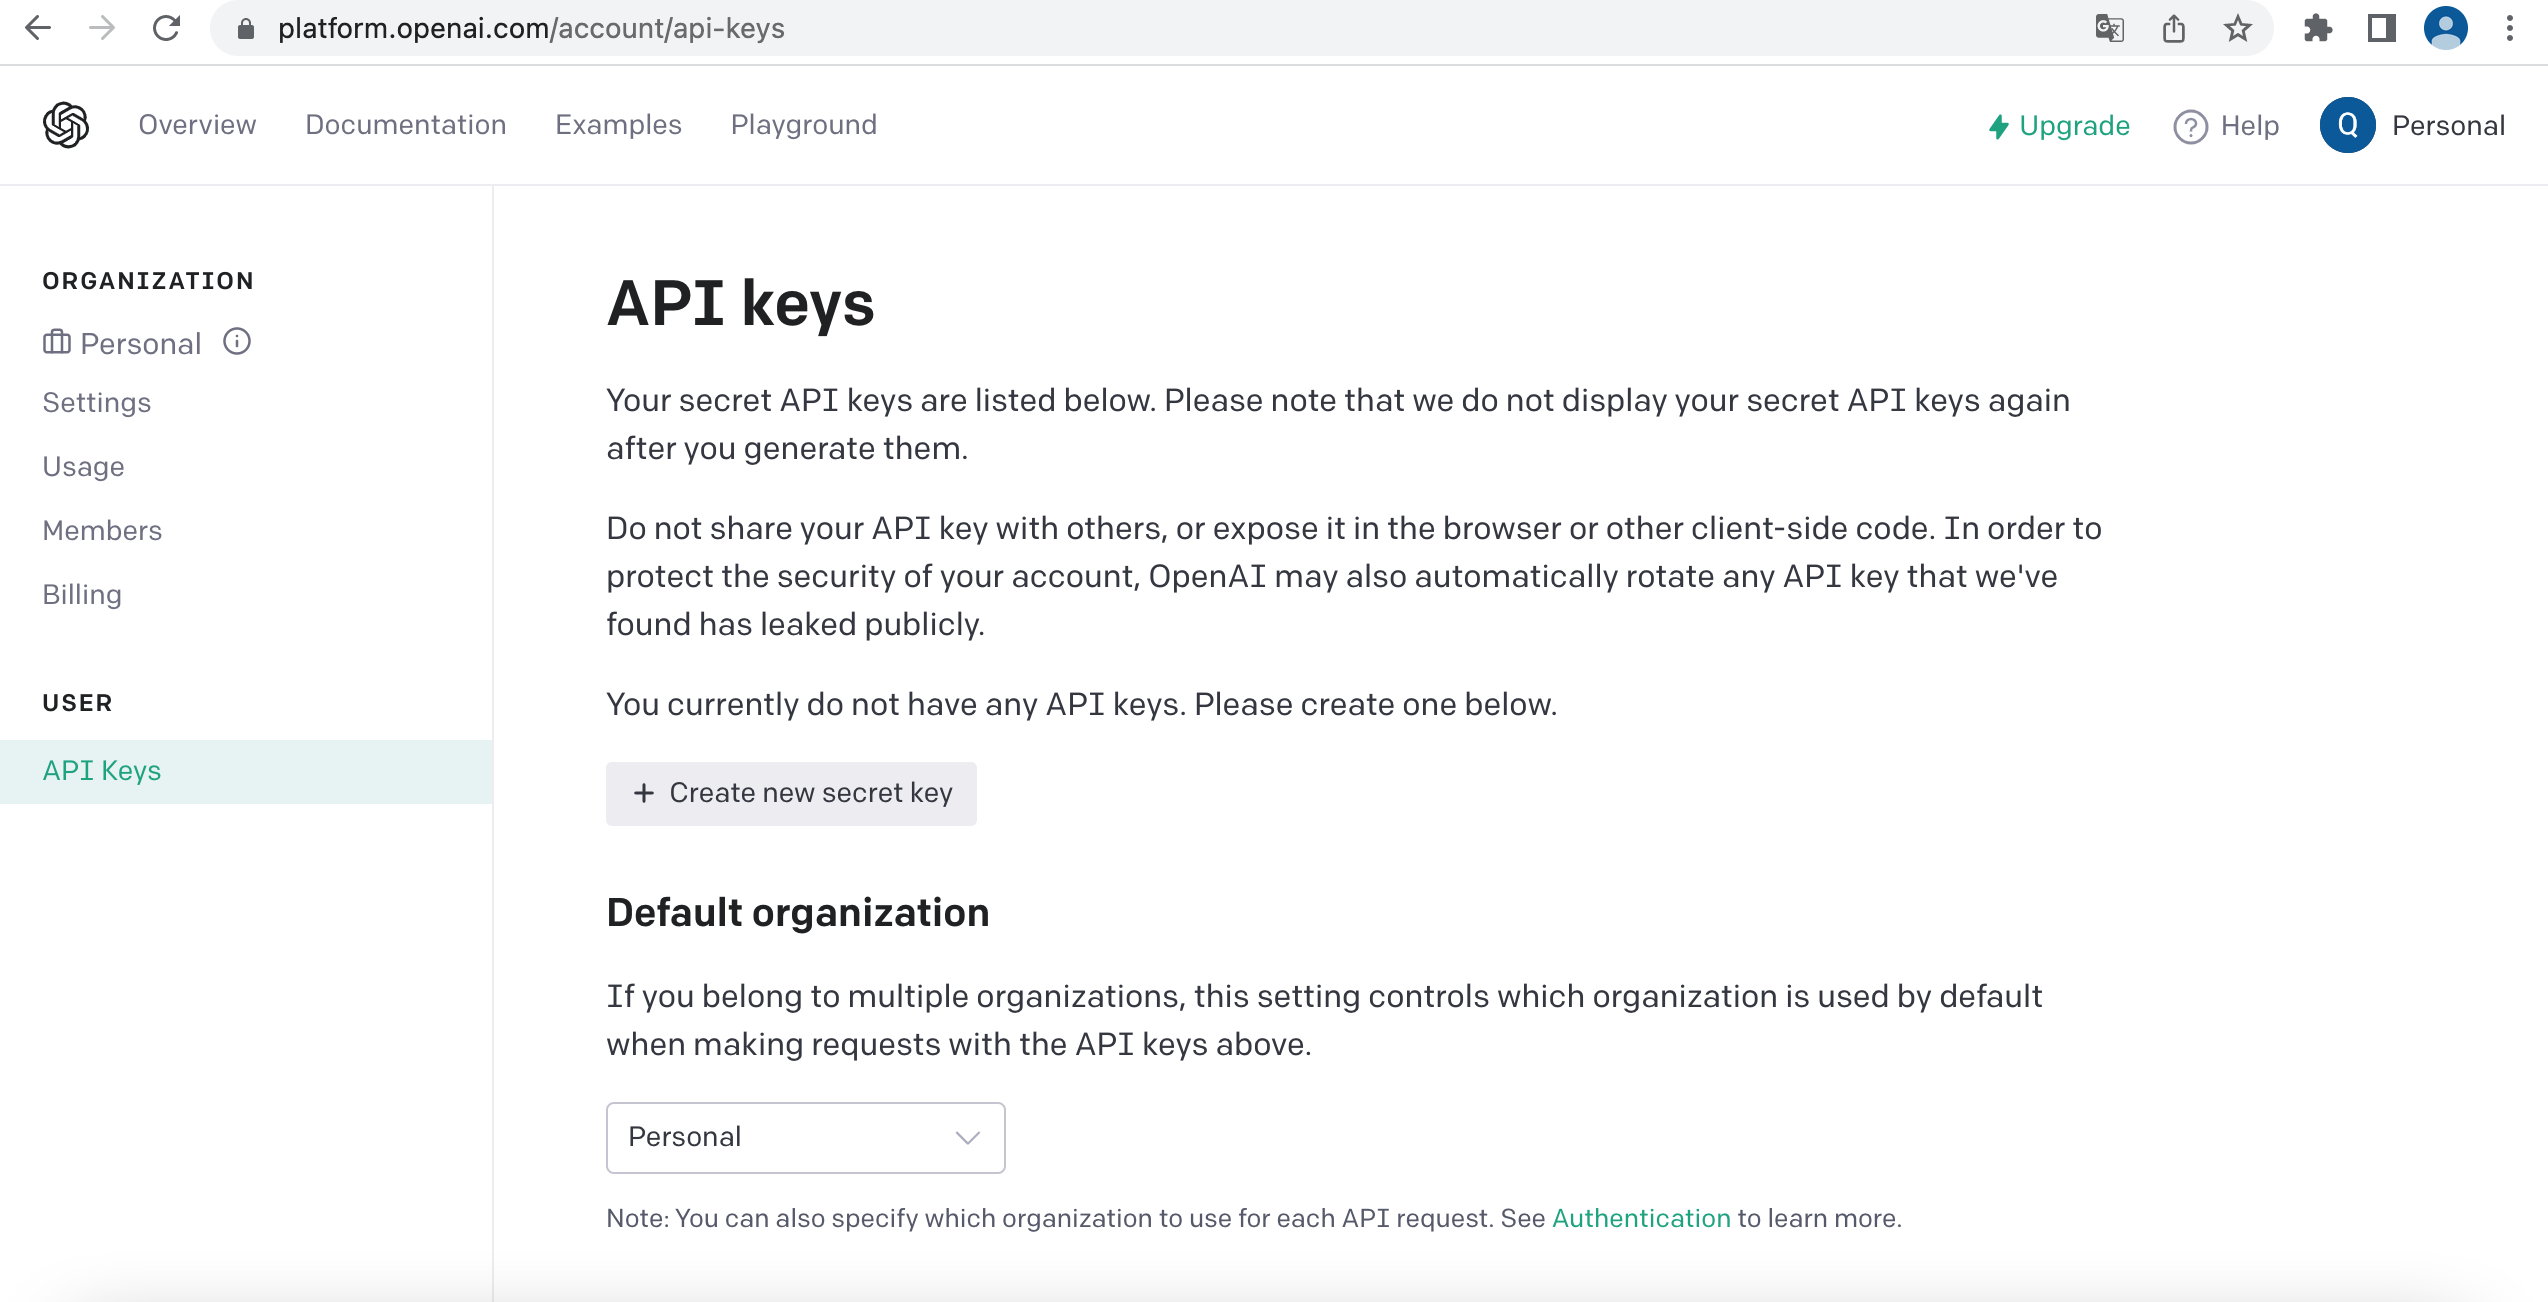 platform.openai.com/account/api-keys
Overview Documentation Examples Playground
Upgrade ? Help Q Personal
ORGANIZATION
Personal
Settings
Usage
Members
Billing
USER
API Keys
API keys
Your secret API keys are listed below. Please note that we do not display your secret API keys again
after you generate them.
Do not share your API key with others, or expose it in the browser or other client-side code. In order to
protect the security of your account, OpenAI may also automatically rotate any API key that we've
found has leaked publicly.
You currently do not have any API keys. Please create one below.
+ Create new secret key
Default organization
If you belong to multiple organizations, this setting controls which organization is used by default
when making requests with the API keys above.
Personal
Note: You can also specify which organization to use for each API request. See Authentication to learn more.